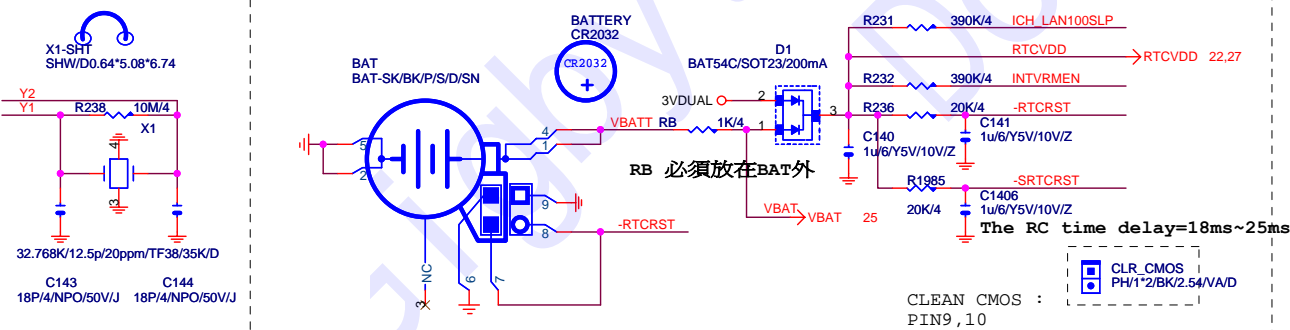 X1-SHT
SHW/D0.64*5.08*6.74
Y2
Y1
R238
10M/4
X1
4
3
32.768K/12.5p/20ppm/TF38/35K/D
C143
18P/4/NPO/50V/J
C144
18P/4/NPO/50V/J
BAT
BAT-SK/BK/P/S/D/SN
BATTERY
CR2032
CR2032
+
5
2
4
1
VBATT
RB
1K/4
RB 必須放在BAT外
3VDUAL
2
1
3
D1
BAT54C/SOT23/200mA
9
8
-RTCRST
NC
3
6
7
VBAT
VBAT 25
R231
390K/4
ICH_LAN100SLP
RTCVDD
RTCVDD 22,27
R232
390K/4
INTVRMEN
R236
20K/4
-RTCRST
C140
1u/6/Y5V/10V/Z
C141
1u/6/Y5V/10V/Z
R1985
20K/4
-SRTCRST
C1406
1u/6/Y5V/10V/Z
The RC time delay=18ms~25ms
CLR_CMOS
PH/1*2/BK/2.54/VA/D
CLEAN CMOS :
PIN9,10